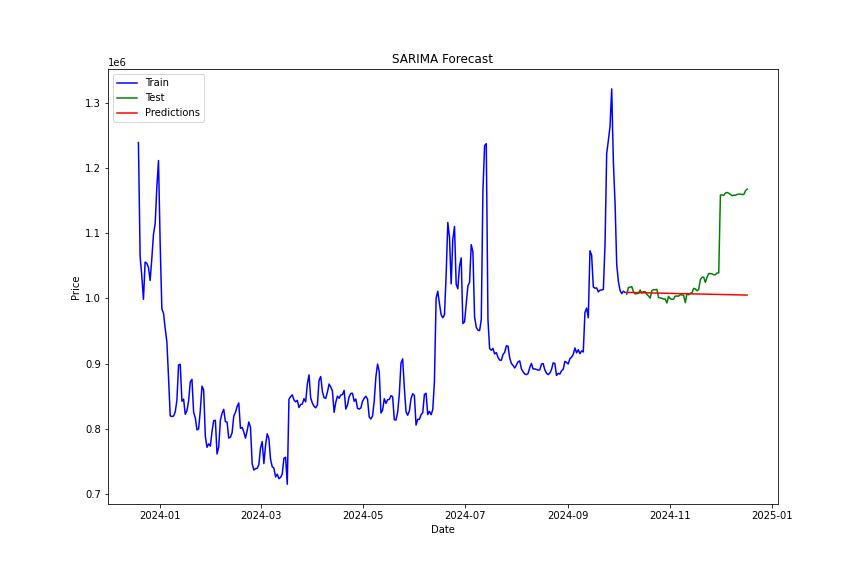 SARIMA Forecast
1e6
Train
Test
Predictions
1.3
1.2
1.1
1.0
0.9
0.8
0.7
Price
2024-01 2024-03 2024-05 2024-07 2024-09 2024-11 2025-01
Date